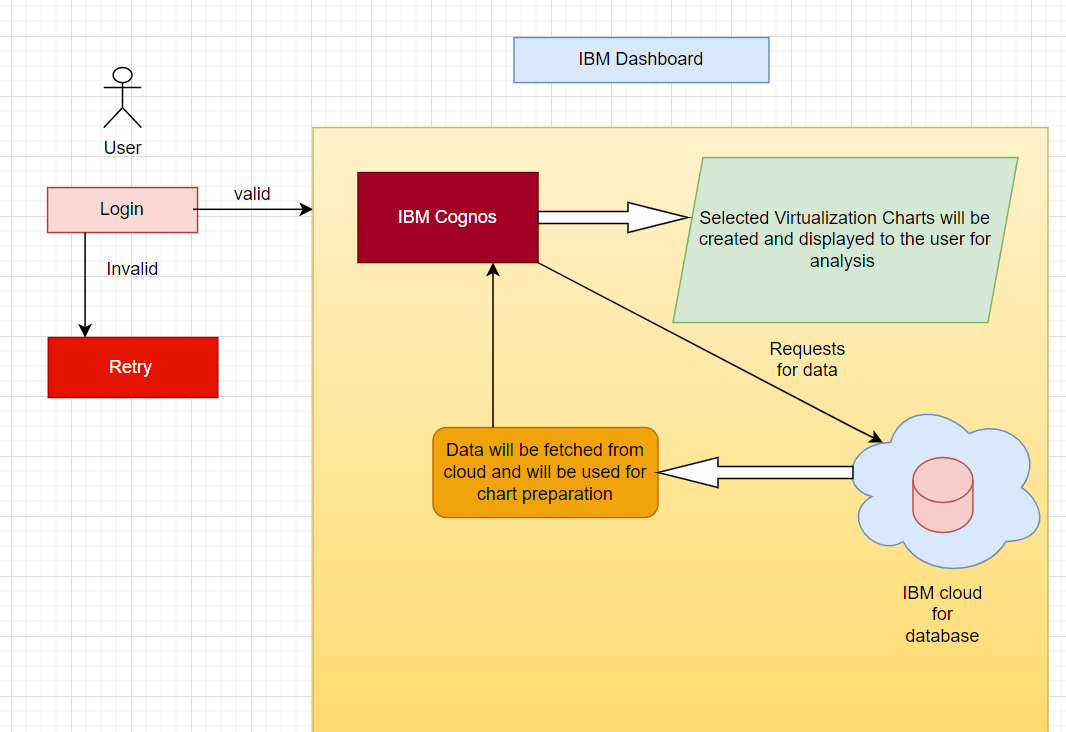 IBM Dashboard
User
Login
valid
Invalid
Retry
IBM Cognos
Selected Virtualization Charts will be
created and displayed to the user for
analysis
Requests
for data
Data will be fetched from
cloud and will be used for
chart preparation
IBM cloud
for
database